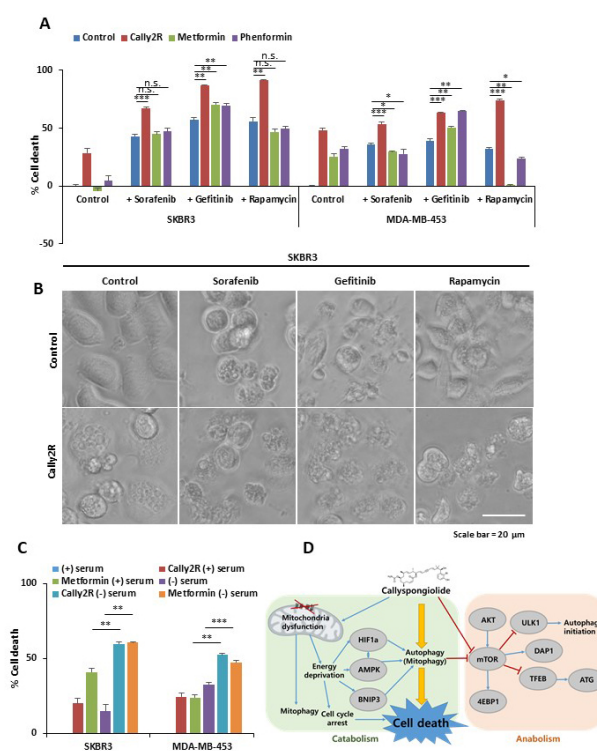 A
Control Cally2R Metformin Phenformin
n.s.
n.s.
***
**
**
**
n.s.
n.s.
**
*
*
***
**
**
***
*
**
***
100
50
0
-50
% Cell death
Control + Sorafenib + Gefitinib + Rapamycin Control + Sorafenib + Gefitinib + Rapamycin
SKBR3 MDA-MB-453
SKBR3
B
Control Sorafenib Gefitinib Rapamycin
Control
Cally2R
Scale bar = 20 µm
C
(+) serum Cally2R (+) serum
Metformin (+) serum (-) serum
Cally2R (-) serum Metformin (-) serum
100
50
0
% Cell death
**
**
***
**
SKBR3 MDA-MB-453
D
Callyspongiolide
Mitochondria
dysfunction
HIF1a
Energy
deprivation
AMPK
BNIP3
Autophagy
(Mitophagy)
Mitophagy
Cell cycle
arrest
Cell death
Catabolism
AKT
ULK1
Autophagy
initiation
mTOR
DAP1
TFEB
ATG
4EBP1
Anabolism